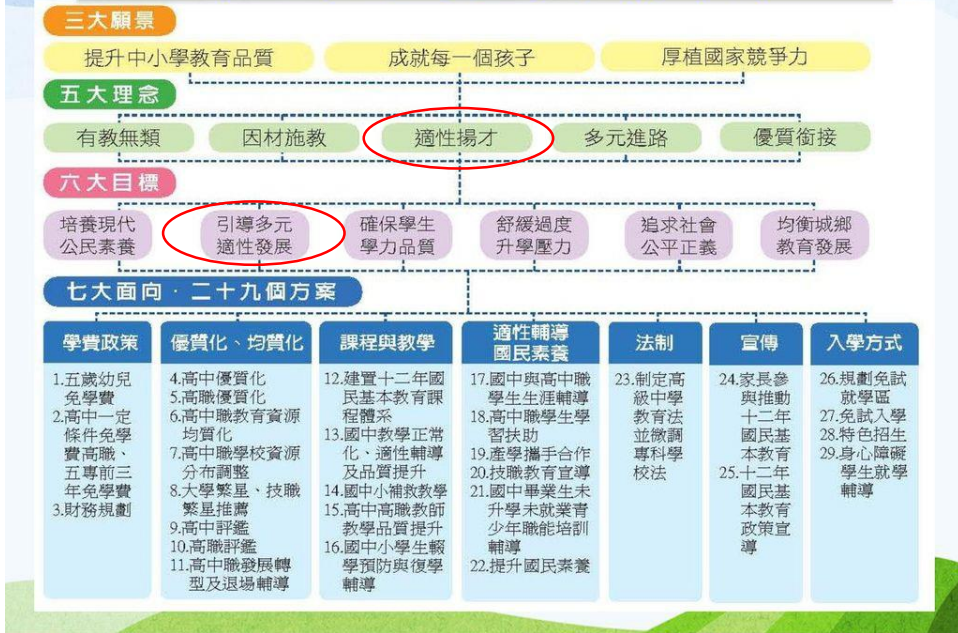 三大願景
提升中小學教育品質
成就每一個孩子
厚植國家競爭力
五大理念
有教無類
因材施教
適性揚才
多元進路
優質銜接
六大目標
培養現代
公民素養
引導多元
適性發展
確保學生
學力品質
舒緩過度
升學壓力
追求社會
公平正義
均衡城鄉
教育發展
七大面向．二十九個方案
學費政策
1.五歲幼兒
免學費
2.高中一定
條件免學
費高職、
五專前三
年免學費
3.財務規劃
優質化、均質化
4.高中優質化
5.高職優質化
6.高中職教育資源
均質化
7.高中職學校資源
分布調整
8.大學繁星、技職
繁星推薦
9.高中評鑑
10.高職評鑑
11.高中職發展轉
型及退場輔導
課程與教學
12.建置十二年國
民基本教育課
程體系
13.國中教學正常
化、適性輔導
及品質提升
14.國中小補救教學
15.高中高職教師
教學品質提升
16.國中小學生輟
學預防與復學
輔導
適性輔導
國民素養
17.國中與高中職
學生生涯輔導
18.高中職學生學
習扶助
19.產學攜手合作
20.技職教育宣導
21.國中畢業生未
升學未就業青
少年職能培訓
輔導
22.提升國民素養
法制
23.制定高
級中學
教育法
並微調
專科學
校法
宣傳
24.家長參
與推動
十二年
國民基
本教育
25.十二年
國民基
本教育
政策宣
導
入學方式
26.規劃免試
就學區
27.免試入學
28.特色招生
29.身心障礙
學生就學
輔導